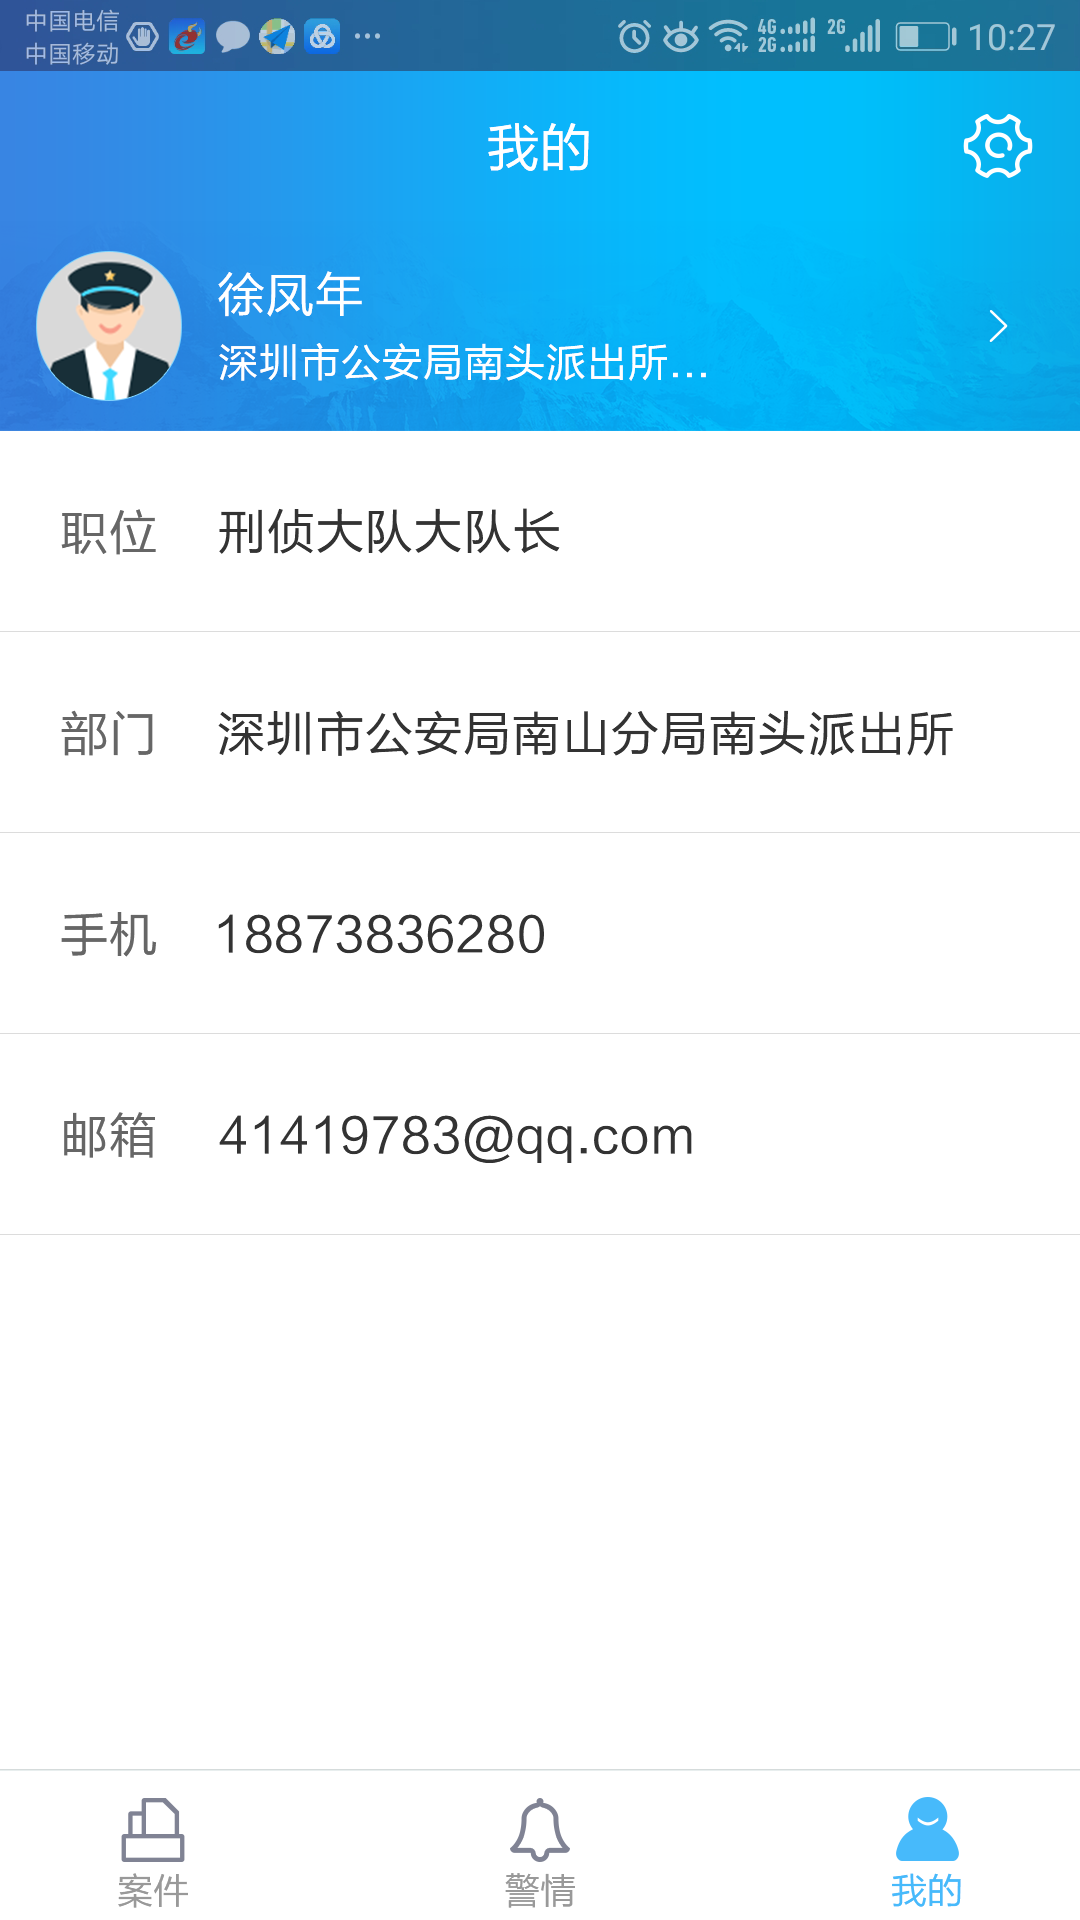 中国电信
中国移动
4G
2G
2G
10:27
我的
徐凤年
深圳市公安局南头派出所...
职位 刑侦大队大队长
部门 深圳市公安局南山分局南头派出所
手机 18873836280
邮箱 41419783@qq.com
案件 警情 我的